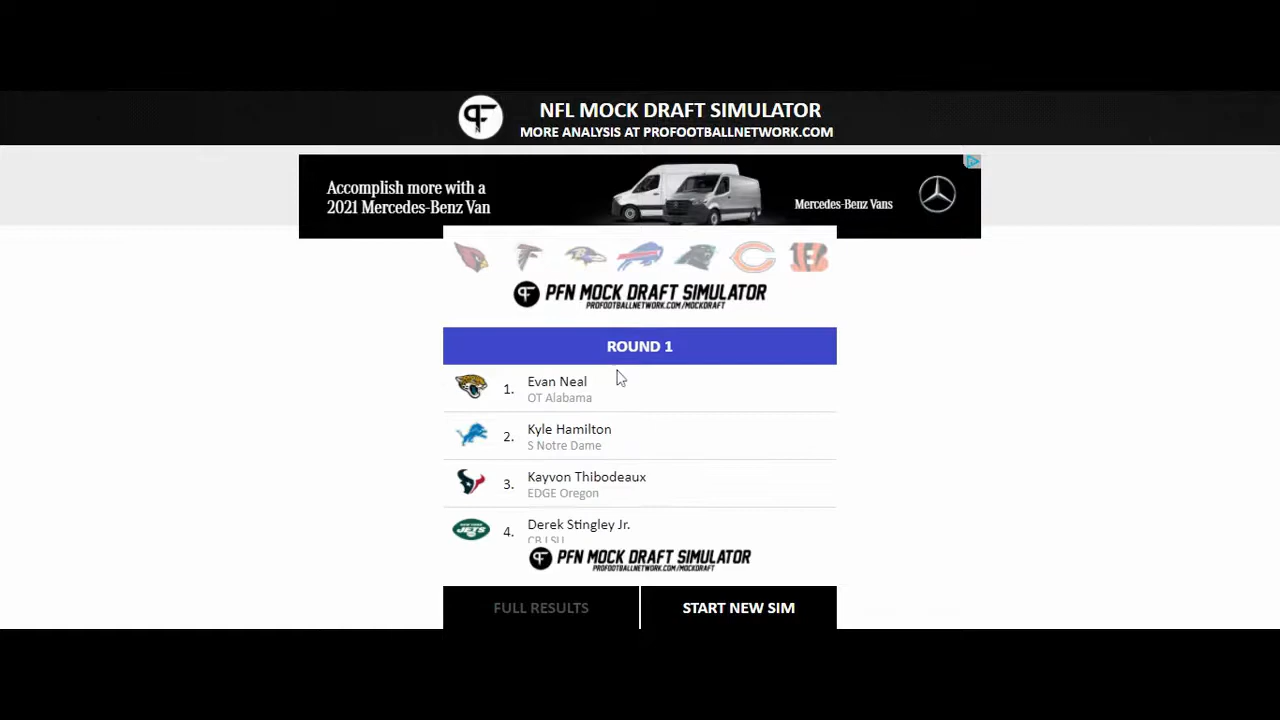 NFL MOCK DRAFT SIMULATOR
MORE ANALYSIS AT PROFOOTBALLNETWORK.COM
Accomplish more with a
2021 Mercedes-Benz Van
Mercedes-Benz Vans
PFN MOCK DRAFT SIMULATOR
PROFOOTBALLNETWORK.COM/MOCKDRAFT
ROUND 1
1. Evan Neal
OT Alabama
2. Kyle Hamilton
S Notre Dame
3. Kayvon Thibodeaux
EDGE Oregon
JETS
4. Derek Stingley Jr.
CB LSU
PFN MOCK DRAFT SIMULATOR
PROFOOTBALLNETWORK.COM/MOCKDRAFT
FULL RESULTS
START NEW SIM